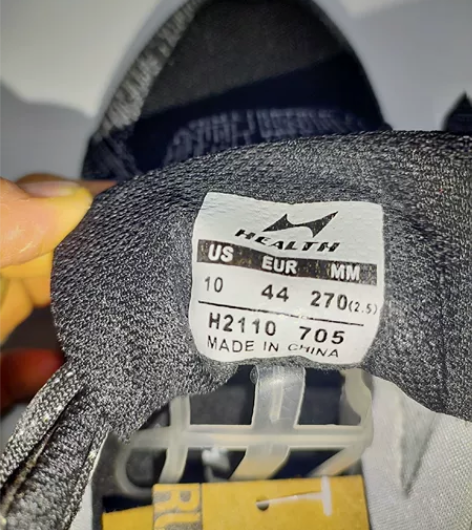 HEALTH
US EUR MM
10 44 270(2.5)
H2110 705
MADE IN CHINA